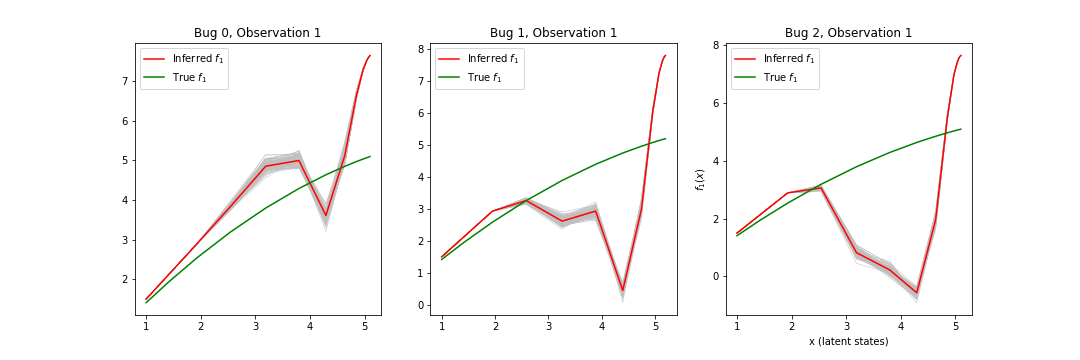 Bug 0, Observation 1
Inferred f₁
True f₁
7
6
5
4
3
2
1 2 3 4 5
Bug 1, Observation 1
Inferred f₁
True f₁
8
7
6
5
4
3
2
1
0
1 2 3 4 5
Bug 2, Observation 1
Inferred f₁
True f₁
f₁(x)
8
6
4
2
0
1 2 3 4 5
x (latent states)